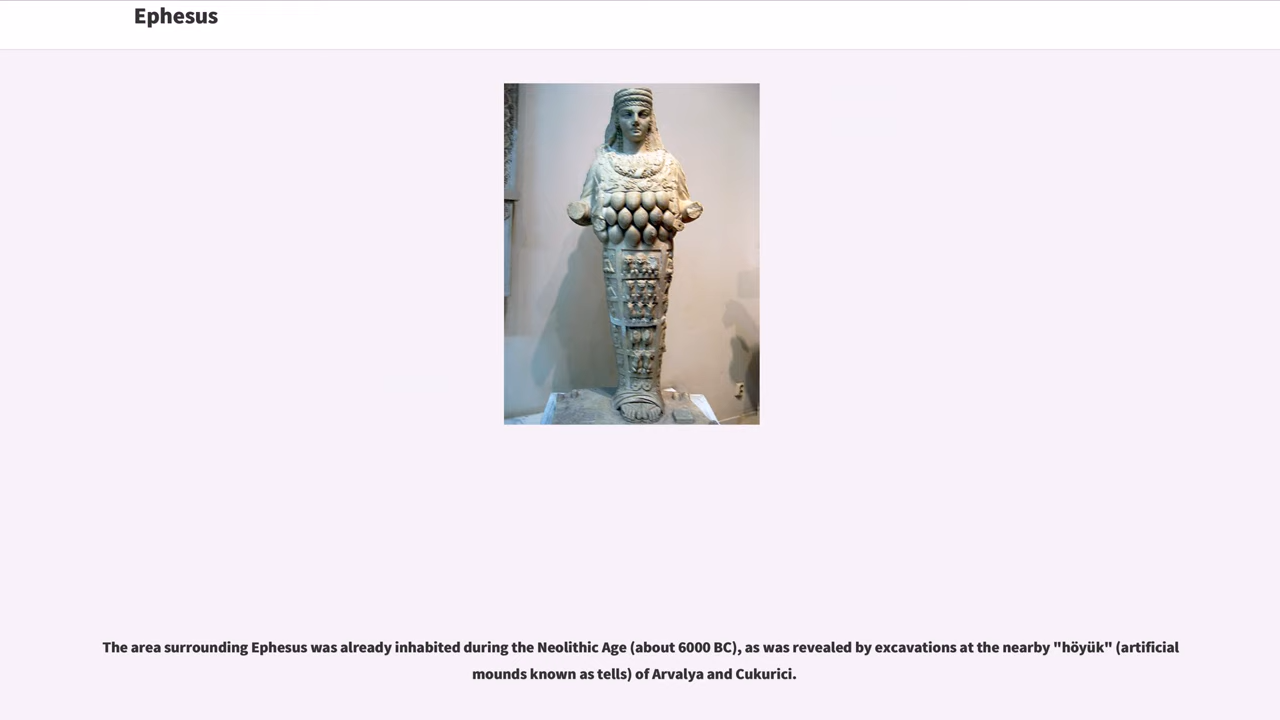 Ephesus
The area surrounding Ephesus was already inhabited during the Neolithic Age (about 6000 BC), as was revealed by excavations at the nearby "höyük" (artificial
mounds known as tells) of Arvalya and Cukurici.